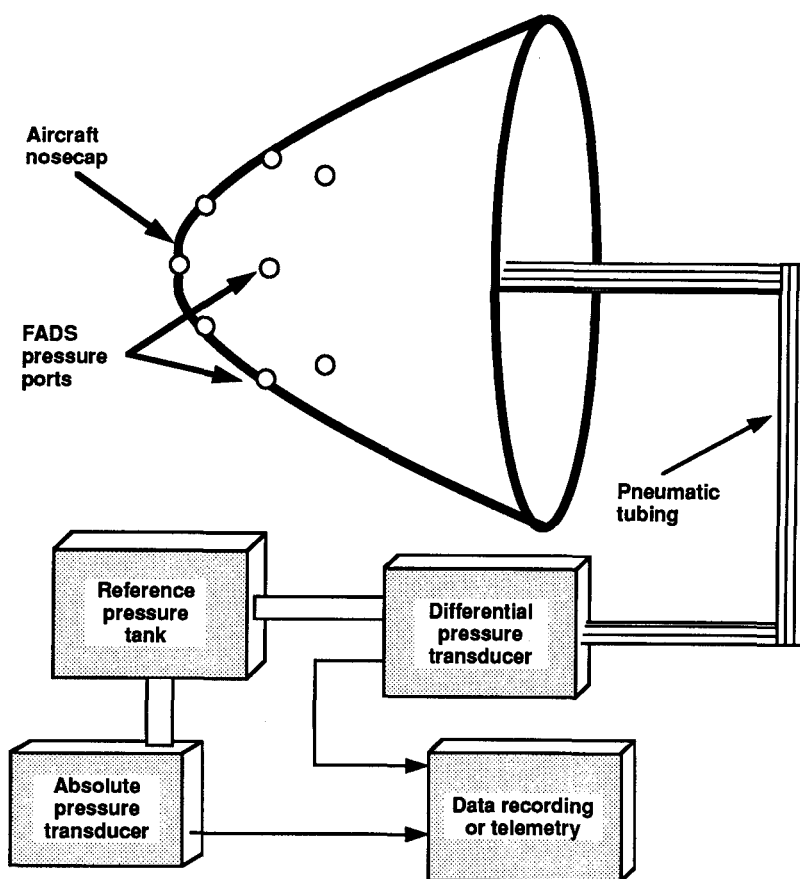 Aircraft
nosecap
FADS
pressure
ports
Pneumatic
tubing
Reference
pressure
tank
Differential
pressure
transducer
Absolute
pressure
transducer
Data recording
or telemetry